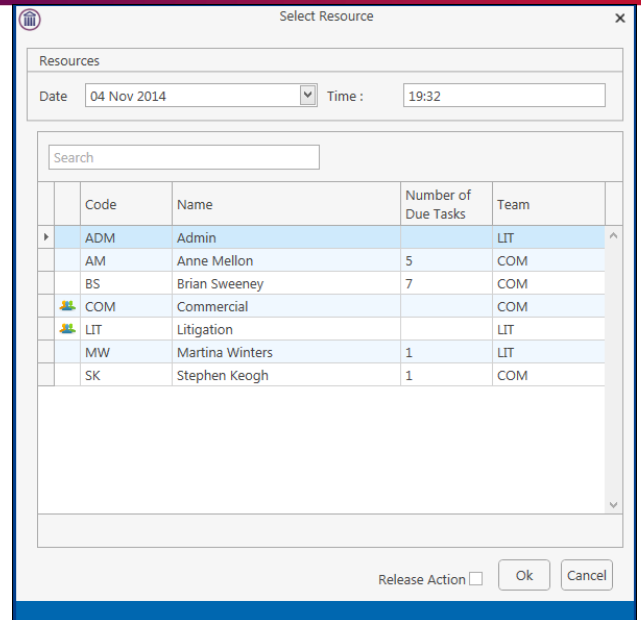 Select Resource
Resources
Date 04 Nov 2014 Time : 19:32
Search
Code Name Number of Due Tasks Team
ADM Admin LIT
AM Anne Mellon 5 COM
BS Brian Sweeney 7 COM
COM Commercial COM
LIT Litigation LIT
MW Martina Winters 1 LIT
SK Stephen Keogh 1 COM
Release Action Ok Cancel